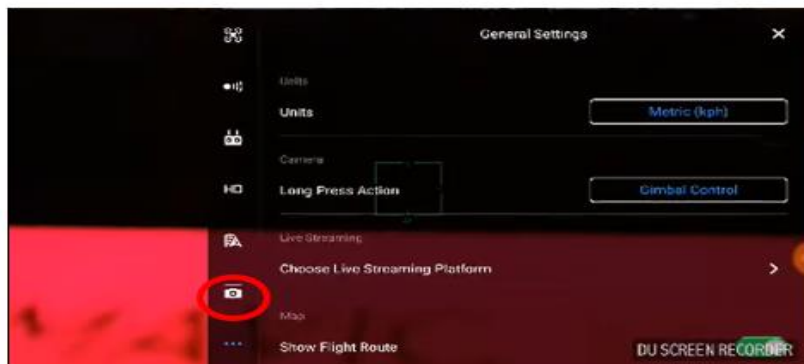 General Settings
Units
Units
Metric (kph)
Camera
Long Press Action
Gimbal Control
HD
Live Streaming
Choose Live Streaming Platform
Map
Show Flight Route
DU SCREEN RECORDER